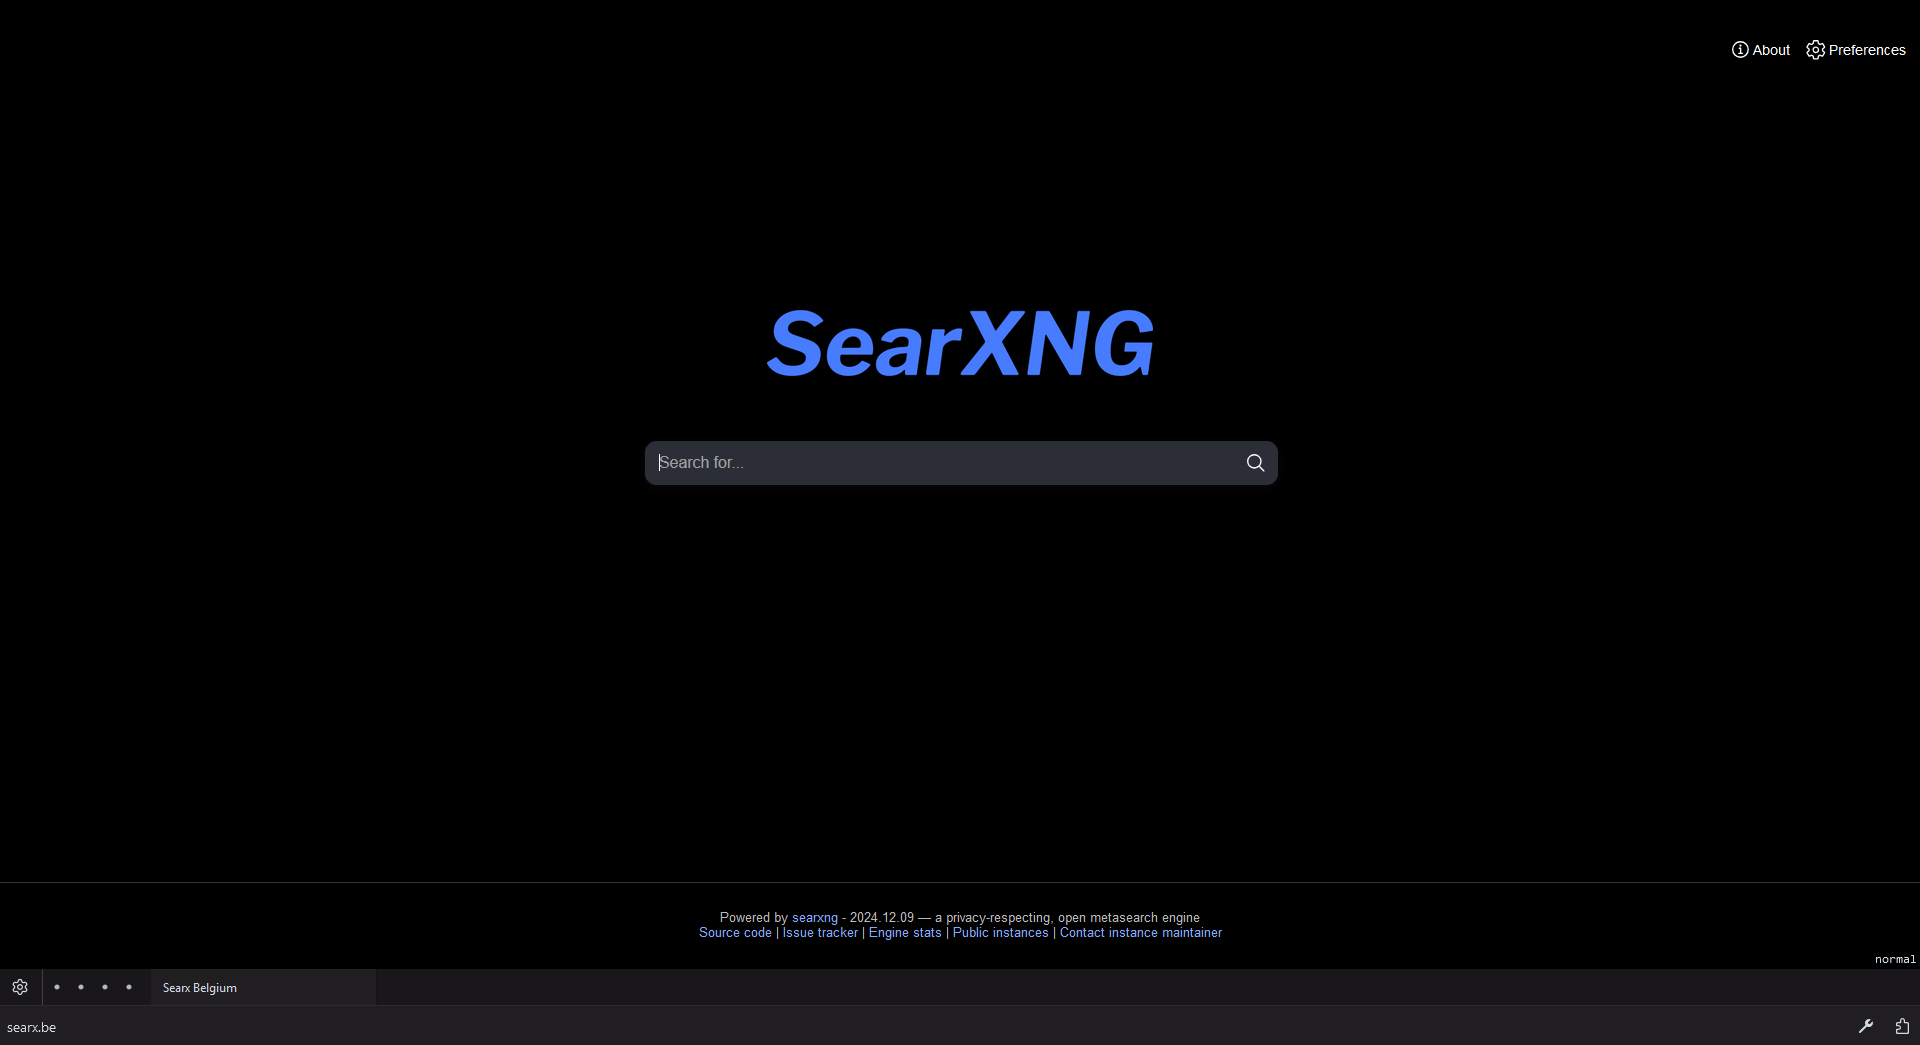 About Preferences
SearXNG
Search for...
Powered by searxng - 2024.12.09 — a privacy-respecting, open metasearch engine
Source code | Issue tracker | Engine stats | Public instances | Contact instance maintainer
normal
Searx Belgium
searx.be